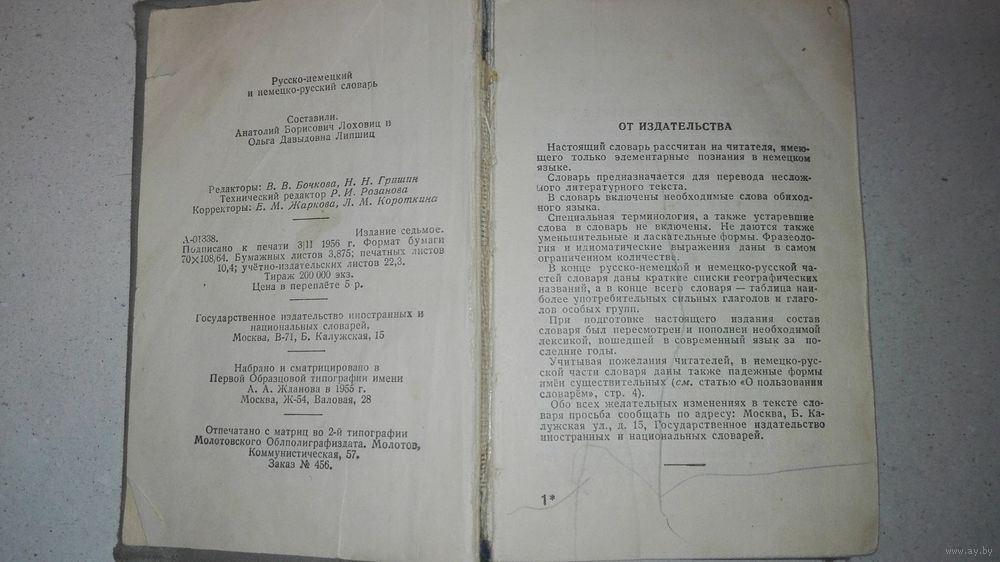 Русско-немецкий
и немецко-русский словарь
Составили:
Анатолий Борисович Лоховиц и
Ольга Давыдовна Липшиц
Редакторы: В. В. Бочкова, Н. Н. Гришин
Технический редактор Р. И. Розанова
Корректоры: Е. М. Жаркова, Л. М. Короткина
А-01338. Издание седьмое.
Подписано к печати 3|II 1956 г. Формат бумаги
70×108/64. Бумажных листов 3,875; печатных листов
10,4; учётно-издательских листов 22,3.
Тираж 200 000 экз.
Цена в переплёте 5 р.
Государственное издательство иностранных и
национальных словарей,
Москва, В-71, Б. Калужская, 15
Набрано и сматрицировано в
Первой Образцовой типографии имени
А. А. Жданова в 1955 г.
Москва, Ж-54, Валовая, 28
Отпечатано с матриц во 2-й типографии
Молотовского Облполиграфиздата. Молотов,
Коммунистическая, 57.
Заказ № 456.
ОТ ИЗДАТЕЛЬСТВА
Настоящий словарь рассчитан на читателя, имею-
щего только элементарные познания в немецком
языке.
Словарь предназначается для перевода неслож-
ного литературного текста.
В словарь включены необходимые слова обиход-
ного языка.
Специальная терминология, а также устаревшие
слова в словарь не включены. Не даются также
уменьшительные и ласкательные формы. Фразеоло-
гия и идиоматические выражения даны в самом
ограниченном количестве.
В конце русско-немецкой и немецко-русской ча-
стей словаря даны краткие списки географических
названий, а в конце всего словаря — таблица наи-
более употребительных сильных глаголов и глаго-
лов особых групп.
При подготовке настоящего издания состав
словаря был пересмотрен и пополнен необходимой
лексикой, вошедшей в современный язык за по-
следние годы.
Учитывая пожелания читателей, в немецко-рус-
ской части словаря даны также падежные формы
имён существительных (см. статью «О пользования
словарём», стр. 4).
Обо всех желательных изменениях в тексте сло-
варя просьба сообщать по адресу: Москва, Б. Ка-
лужская ул., д. 15, Государственное издательство
иностранных и национальных словарей.
1*
www.ay.by